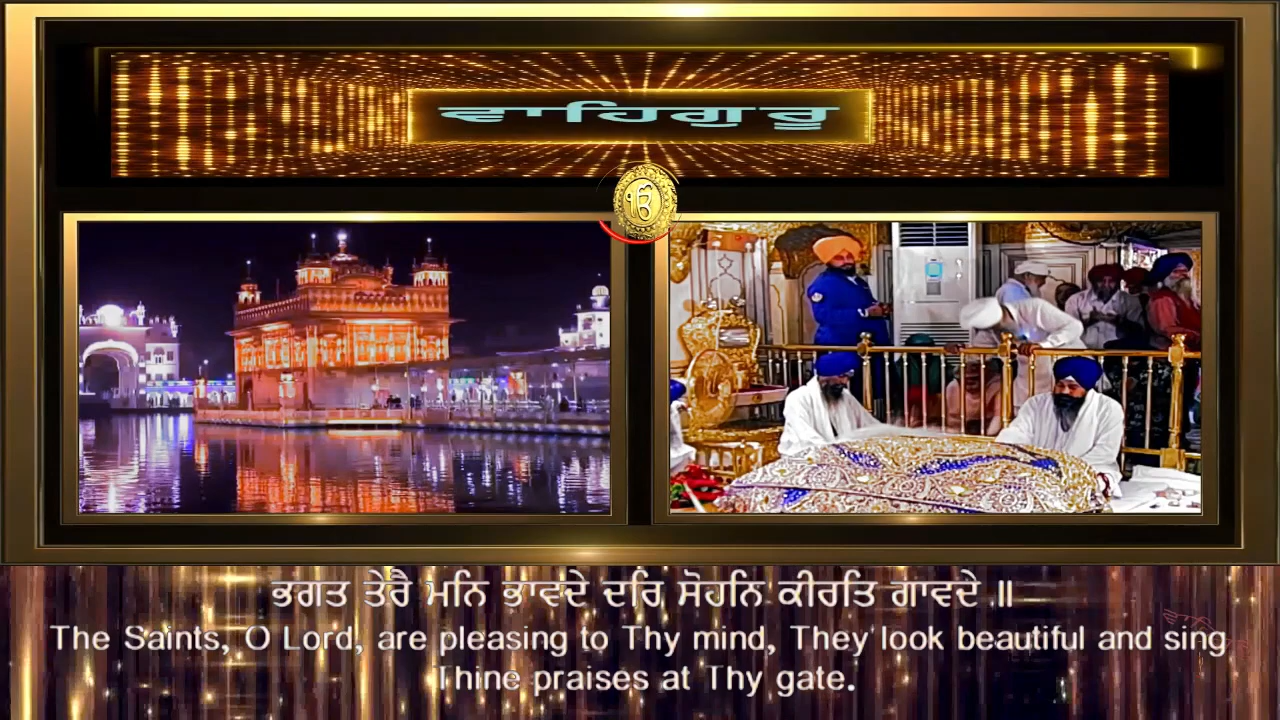 ਵਾਹਿਗੁਰੂ
ੴ
ਭਗਤ ਤੇਰੈ ਮਨਿ ਭਾਵਦੇ ਦਰਿ ਸੋਹਨਿ ਕੀਰਤਿ ਗਾਵਦੇ ॥
The Saints, O Lord, are pleasing to Thy mind, They look beautiful and sing
Thine praises at Thy gate.